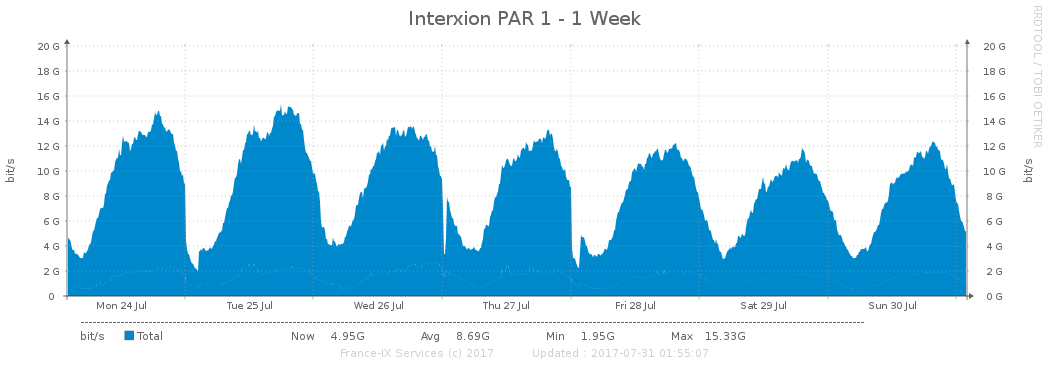 Interxion PAR 1 - 1 Week
RRDTOOL / TOBI OETIKER
20 G 20 G
18 G 18 G
16 G 16 G
14 G 14 G
12 G 12 G
10 G 10 G
8 G 8 G
6 G 6 G
4 G 4 G
2 G 2 G
0 0 G
bit/s bit/s
Mon 24 Jul Tue 25 Jul Wed 26 Jul Thu 27 Jul Fri 28 Jul Sat 29 Jul Sun 30 Jul
bit/s Total Now 4.95G Avg 8.69G Min 1.95G Max 15.33G
France-IX Services (c) 2017 Updated : 2017-07-31 01:55:07